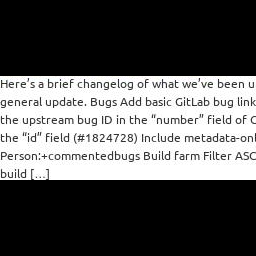 Here’s a brief changelog of what we’ve been u
general update. Bugs Add basic GitLab bug link
the upstream bug ID in the “number” field of
the “id” field (#1824728) Include metadata-onl
Person:+commentedbugs Build farm Filter ASC
build […]